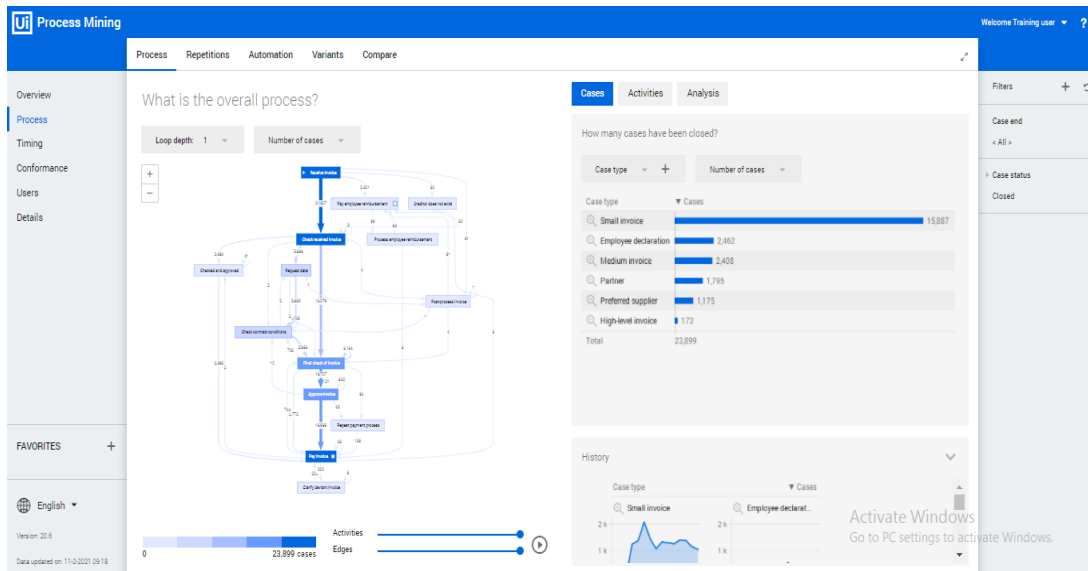 Ui Process Mining
Welcome Training user
?
Process Repetitions Automation Variants Compare
Overview
Process
Timing
Conformance
Users
Details
FAVORITES +
English
Version: 20.6
Data updated on: 11-2-2021 09:18
What is the overall process?
Loop depth: 1
Number of cases
+
−
Receive invoice
Pay employee reimbursement
Creditor does not exist
Check received invoice
Process employee reimbursement
Checked and approved
Request data
Post-process invoice
Check contract conditions
Final check of invoice
Approve invoice
Repeat payment process
Pay invoice
0
23,899 cases
Activities
Edges
Cases Activities Analysis
How many cases have been closed?
Case type +
Number of cases
Case type ▼ Cases
Small invoice 15,887
Employee declaration 2,462
Medium invoice 2,408
Partner 1,795
Preferred supplier 1,175
High-level invoice 172
Total 23,899
History
Case type ▼ Cases
Small invoice Employee declarat...
2 k 2 k
1 k 1 k
Filters +
Case end
< All >
Case status
Closed
Activate Windows
Go to PC settings to activate Windows.